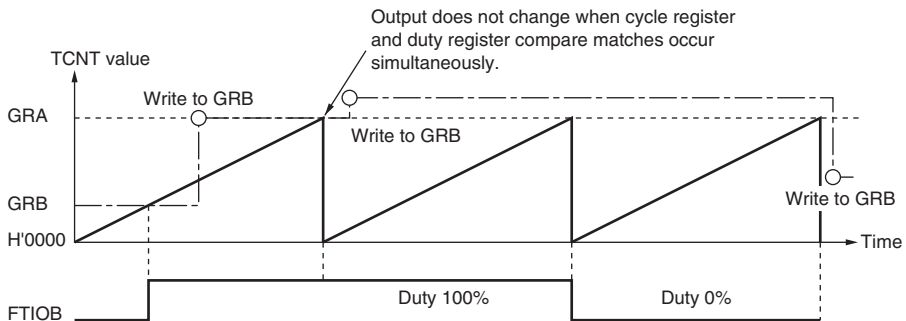 Output does not change when cycle register
and duty register compare matches occur
simultaneously.
TCNT value
Write to GRB
GRA
Write to GRB
GRB
Write to GRB
H'0000
Time
Duty 100%
Duty 0%
FTIOB